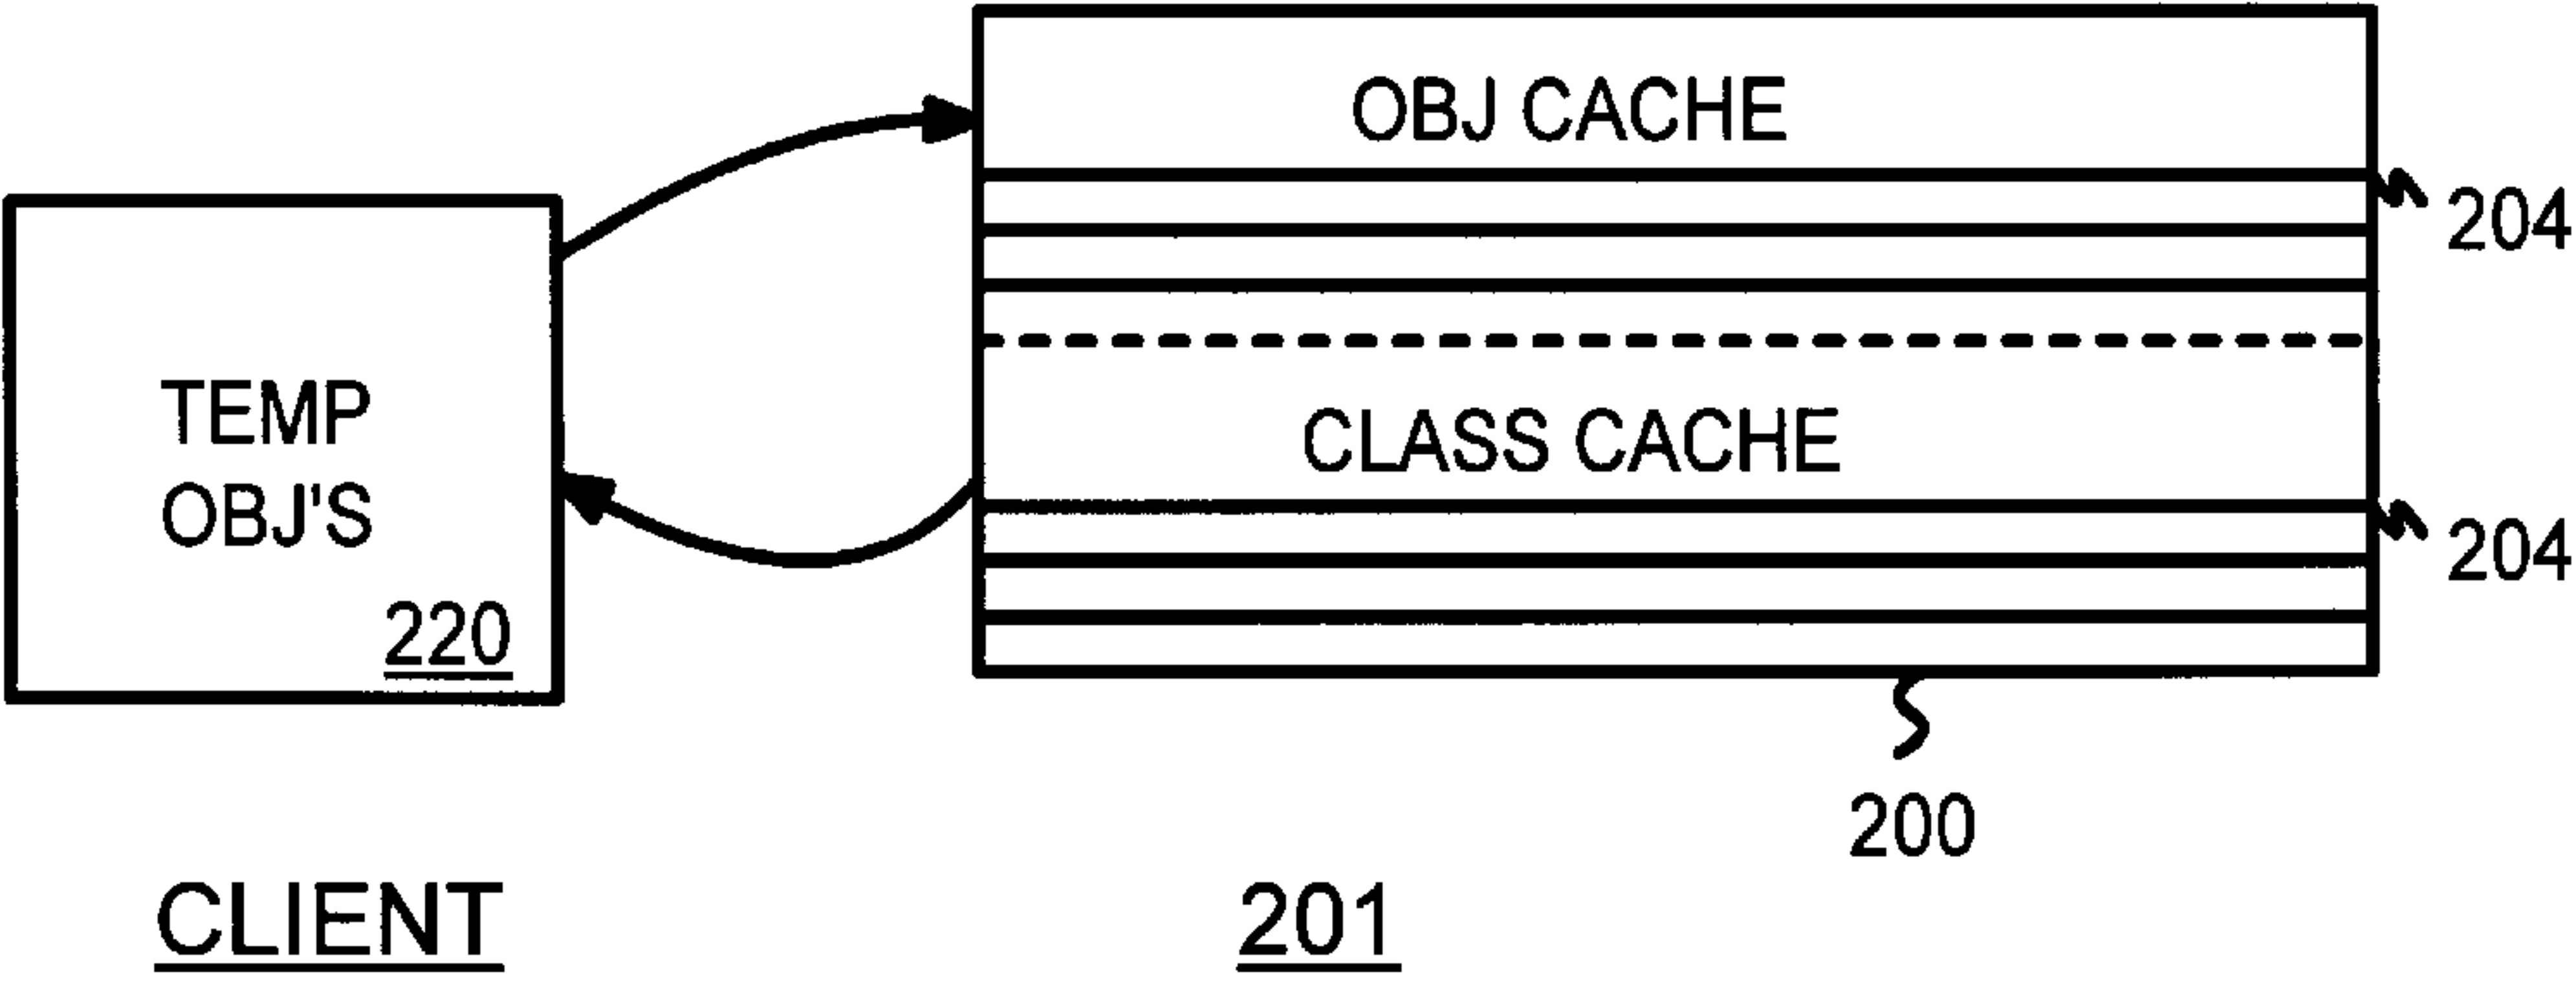 OBJ CACHE
204
CLASS CACHE
204
TEMP
OBJ'S
220
200
CLIENT
201